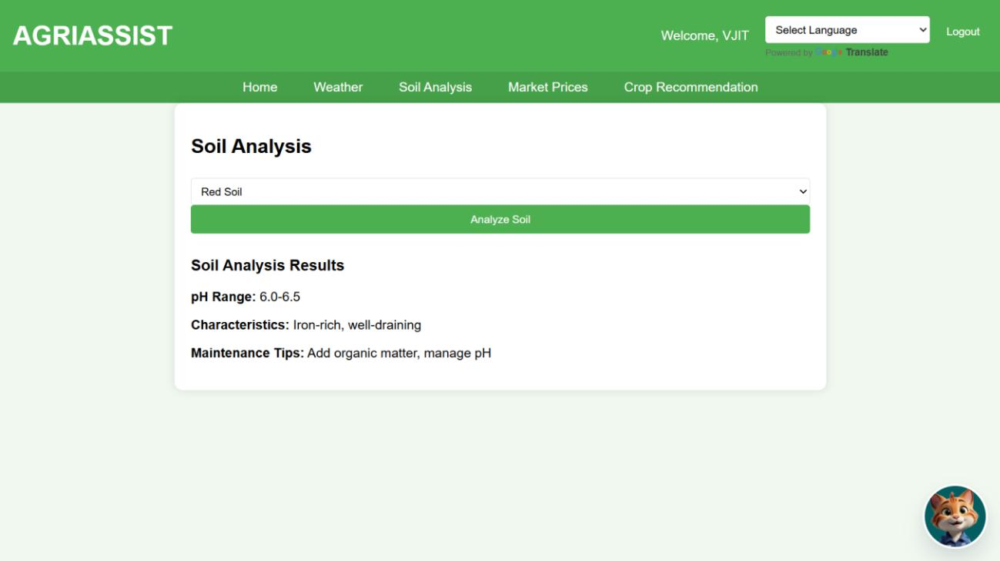 AGRIASSIST
Welcome, VJIT
Select Language
Logout
Powered by Google Translate
Home Weather Soil Analysis Market Prices Crop Recommendation
Soil Analysis
Red Soil
Analyze Soil
Soil Analysis Results
pH Range: 6.0-6.5
Characteristics: Iron-rich, well-draining
Maintenance Tips: Add organic matter, manage pH